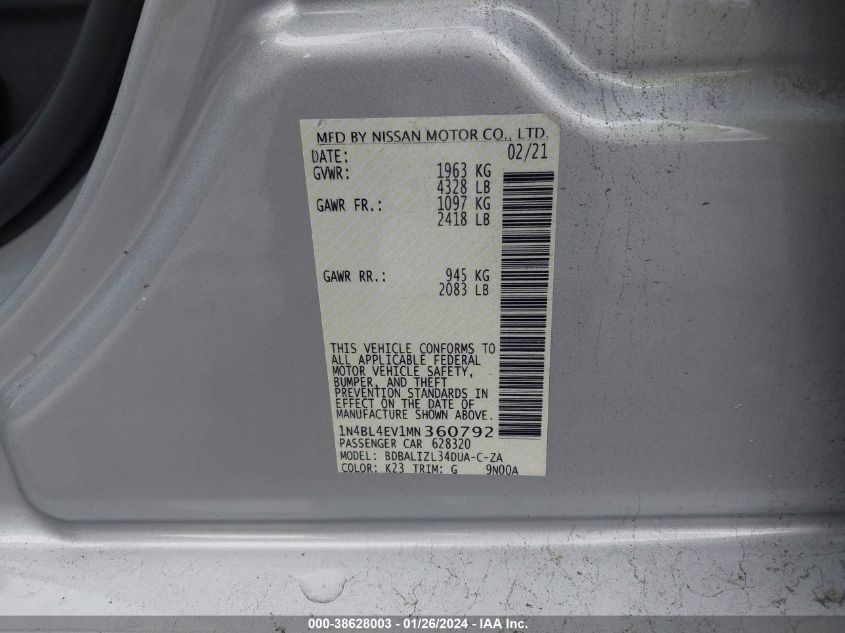 MFD BY NISSAN MOTOR CO., LTD.
DATE: 02/21
GVWR: 1963 KG
4328 LB
GAWR FR.: 1097 KG
2418 LB
GAWR RR.: 945 KG
2083 LB
THIS VEHICLE CONFORMS TO
ALL APPLICABLE FEDERAL
MOTOR VEHICLE SAFETY,
BUMPER, AND THEFT
PREVENTION STANDARDS IN
EFFECT ON THE DATE OF
MANUFACTURE SHOWN ABOVE.
1N4BL4EV1MN360792
PASSENGER CAR 628320
MODEL: BDBALIZL34DUA-C-ZA
COLOR: K23 TRIM: G 9N00A
000-38628003 - 01/26/2024 - IAA Inc.